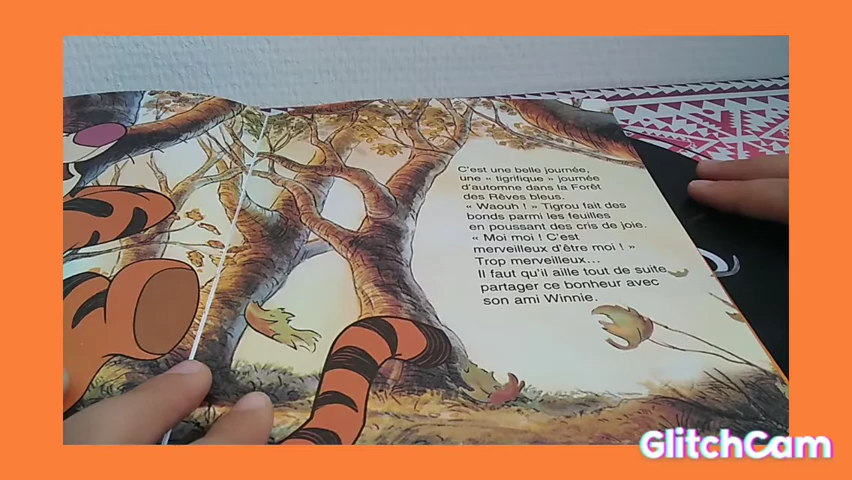 C'est une belle journée,
une « tigrifique » journée
d'automne dans la Forêt
des Rêves bleus.
« Waouh ! » Tigrou fait des
bonds parmi les feuilles
en poussant des cris de joie.
« Moi moi ! C'est
merveilleux d'être moi ! »
Trop merveilleux...
Il faut qu'il aille tout de suite
partager ce bonheur avec
son ami Winnie.
GlitchCam